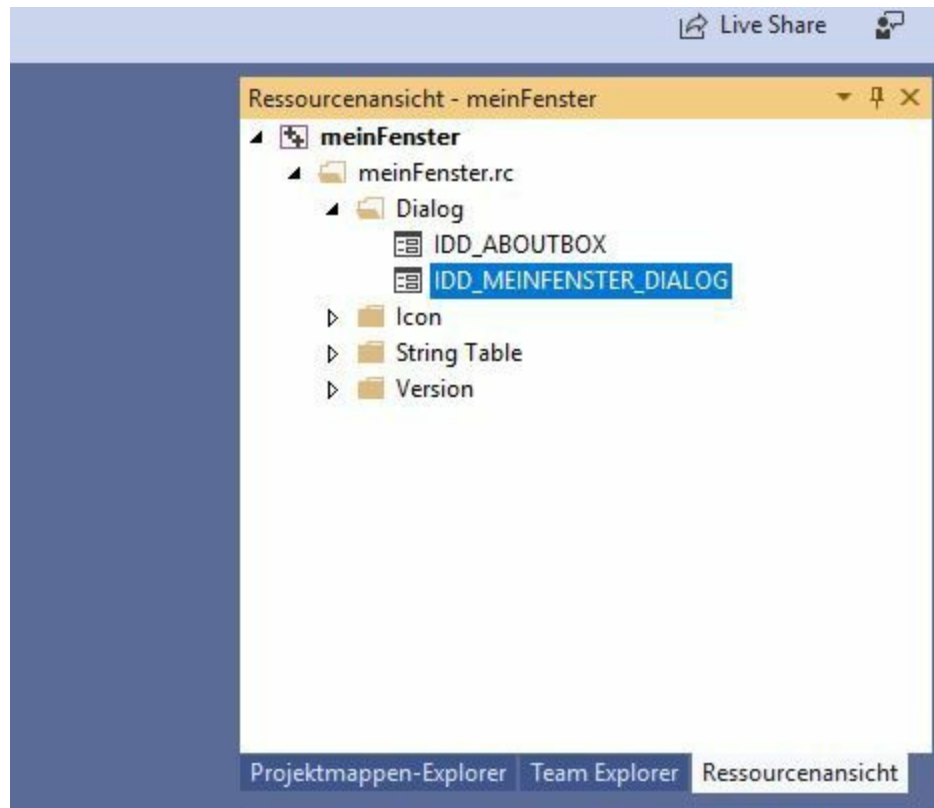 Live Share
Ressourcenansicht - meinFenster
meinFenster
meinFenster.rc
Dialog
IDD_ABOUTBOX
IDD_MEINFENSTER_DIALOG
Icon
String Table
Version
Projektmappen-Explorer Team Explorer Ressourcenansicht